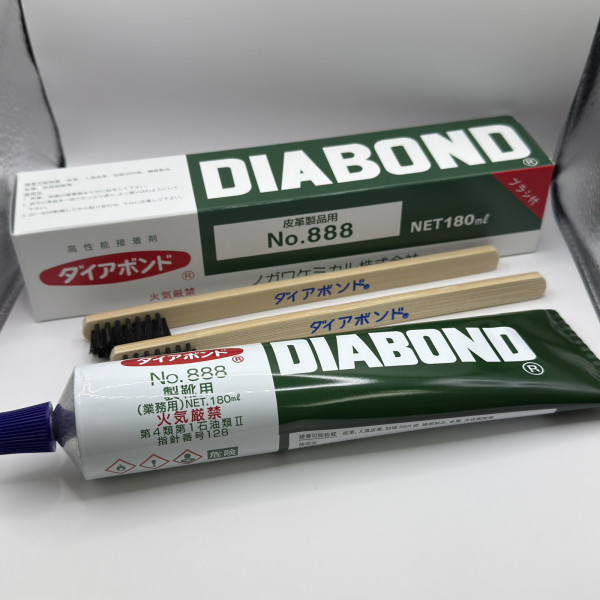 DIABOND
®
ブラシ付
皮革製品用
No.888
NET180mℓ
高性能接着剤
ダイアボンド
®
火気厳禁
ノガワケミカル株式会社
ダイアボンド®
ダイアボンド®
ダイアボンド®
DIABOND
®
No.888
製靴用
(業務用)NET.180mℓ
火気厳禁
第4類第1石油類Ⅱ
指針番号128
危険